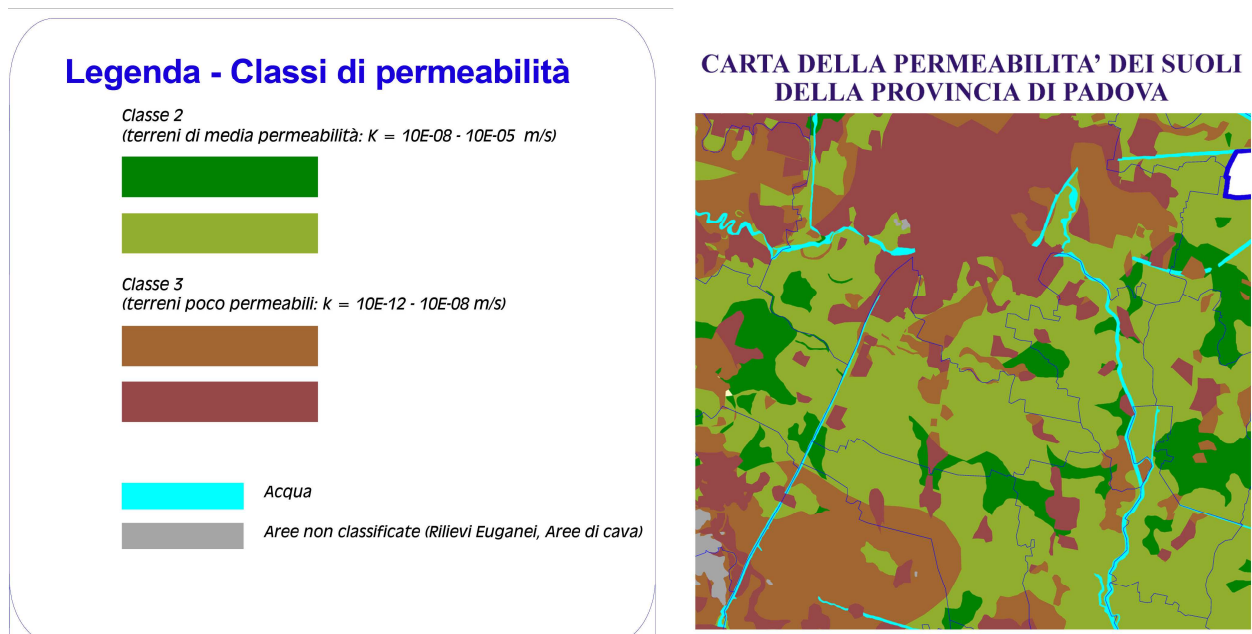 Legenda - Classi di permeabilità
Classe 2
(terreni di media permeabilità: K = 10E-08 - 10E-05 m/s)
Classe 3
(terreni poco permeabili: k = 10E-12 - 10E-08 m/s)
Acqua
Aree non classificate (Rilievi Euganei, Aree di cava)
CARTA DELLA PERMEABILITA' DEI SUOLI
DELLA PROVINCIA DI PADOVA